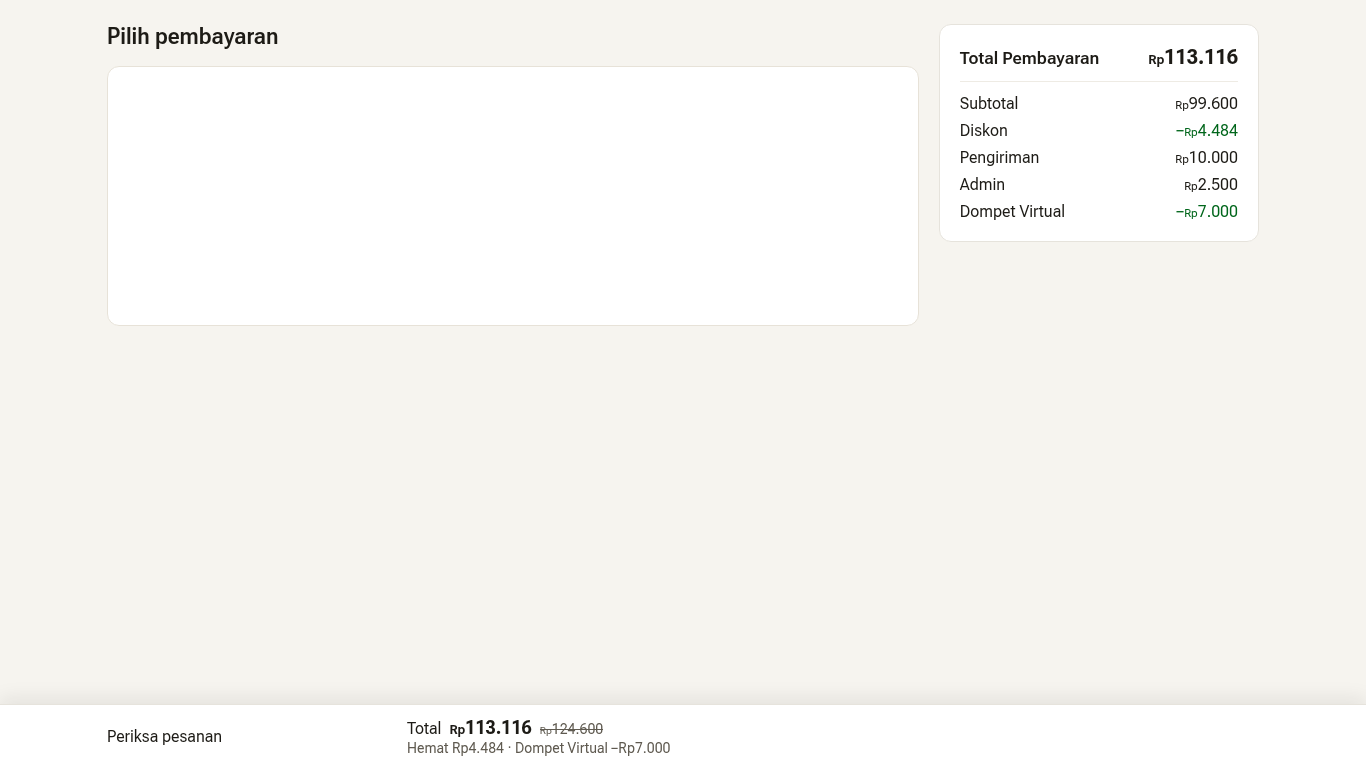 Pilih pembayaran
Total Pembayaran Rp113.116
Subtotal Rp99.600
Diskon −Rp4.484
Pengiriman Rp10.000
Admin Rp2.500
Dompet Virtual −Rp7.000
Periksa pesanan
Total Rp113.116 Rp124.600
Hemat Rp4.484 · Dompet Virtual −Rp7.000